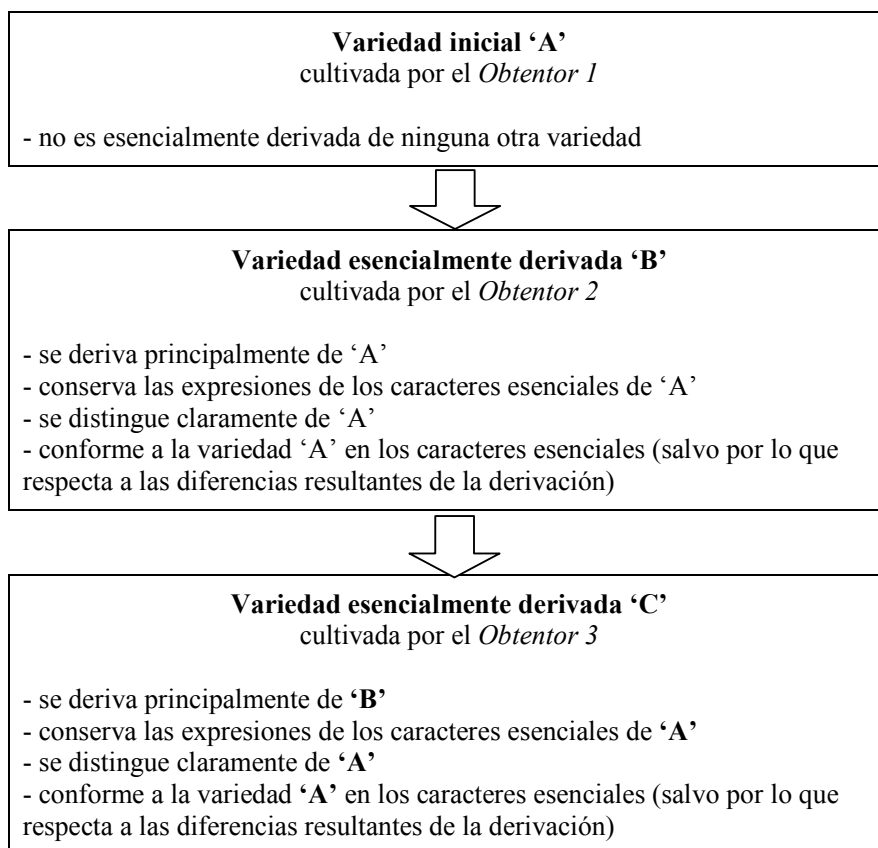 Variedad inicial ‘A’
cultivada por el Obtentor 1
- no es esencialmente derivada de ninguna otra variedad
Variedad esencialmente derivada ‘B’
cultivada por el Obtentor 2
- se deriva principalmente de ‘A’
- conserva las expresiones de los caracteres esenciales de ‘A’
- se distingue claramente de ‘A’
- conforme a la variedad ‘A’ en los caracteres esenciales (salvo por lo que
respecta a las diferencias resultantes de la derivación)
Variedad esencialmente derivada ‘C’
cultivada por el Obtentor 3
- se deriva principalmente de ‘B’
- conserva las expresiones de los caracteres esenciales de ‘A’
- se distingue claramente de ‘A’
- conforme a la variedad ‘A’ en los caracteres esenciales (salvo por lo que
respecta a las diferencias resultantes de la derivación)